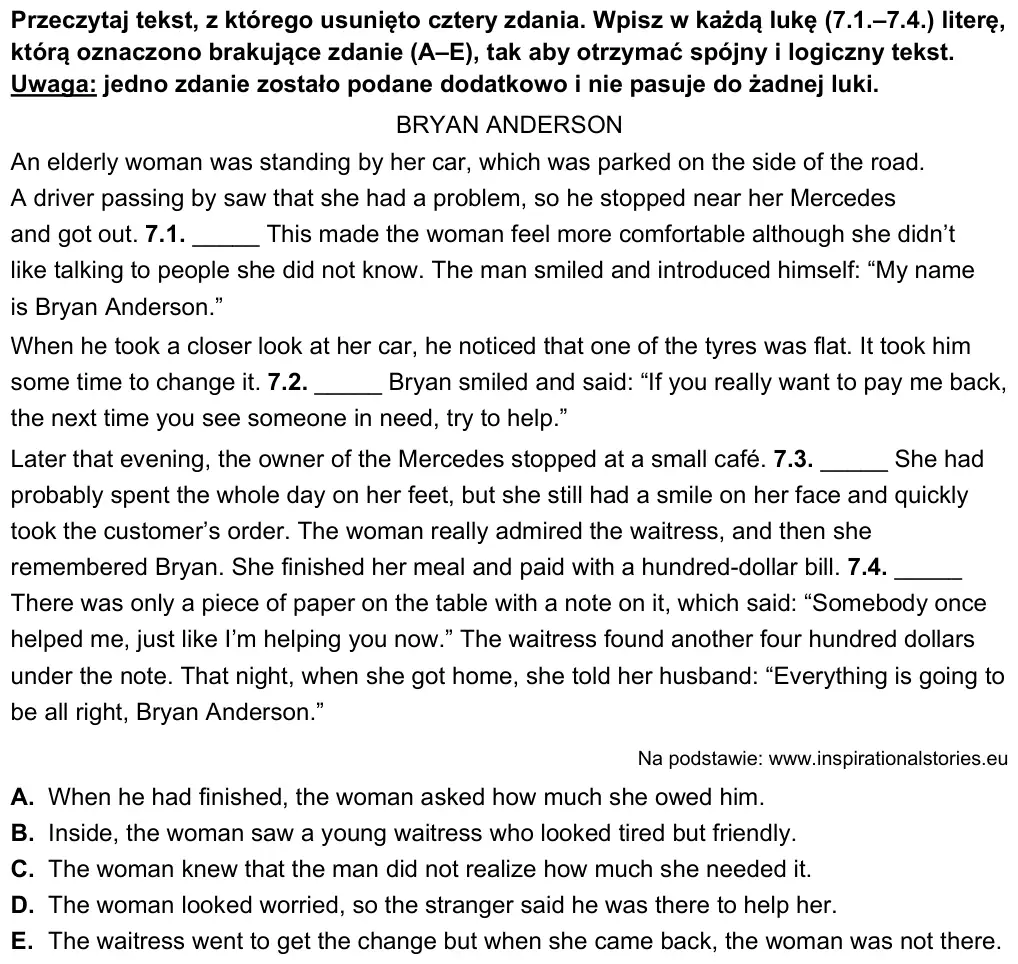 Przeczytaj tekst, z którego usunięto cztery zdania. Wpisz w każdą lukę (7.1.–7.4.) literę,
którą oznaczono brakujące zdanie (A–E), tak aby otrzymać spójny i logiczny tekst.
Uwaga: jedno zdanie zostało podane dodatkowo i nie pasuje do żadnej luki.
BRYAN ANDERSON
An elderly woman was standing by her car, which was parked on the side of the road.
A driver passing by saw that she had a problem, so he stopped near her Mercedes
and got out. 7.1. _____ This made the woman feel more comfortable although she didn’t
like talking to people she did not know. The man smiled and introduced himself: “My name
is Bryan Anderson.”
When he took a closer look at her car, he noticed that one of the tyres was flat. It took him
some time to change it. 7.2. _____ Bryan smiled and said: “If you really want to pay me back,
the next time you see someone in need, try to help.”
Later that evening, the owner of the Mercedes stopped at a small café. 7.3. _____ She had
probably spent the whole day on her feet, but she still had a smile on her face and quickly
took the customer’s order. The woman really admired the waitress, and then she
remembered Bryan. She finished her meal and paid with a hundred-dollar bill. 7.4. _____
There was only a piece of paper on the table with a note on it, which said: “Somebody once
helped me, just like I’m helping you now.” The waitress found another four hundred dollars
under the note. That night, when she got home, she told her husband: “Everything is going to
be all right, Bryan Anderson.”
Na podstawie: www.inspirationalstories.eu
A. When he had finished, the woman asked how much she owed him.
B. Inside, the woman saw a young waitress who looked tired but friendly.
C. The woman knew that the man did not realize how much she needed it.
D. The woman looked worried, so the stranger said he was there to help her.
E. The waitress went to get the change but when she came back, the woman was not there.